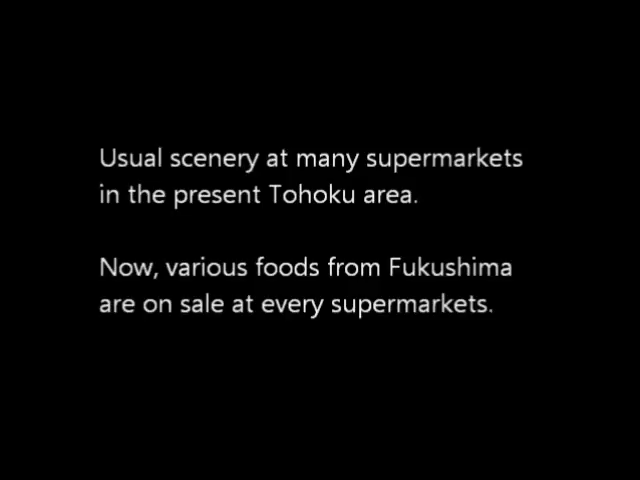 Usual scenery at many supermarkets
in the present Tohoku area.
Now, various foods from Fukushima
are on sale at every supermarkets.